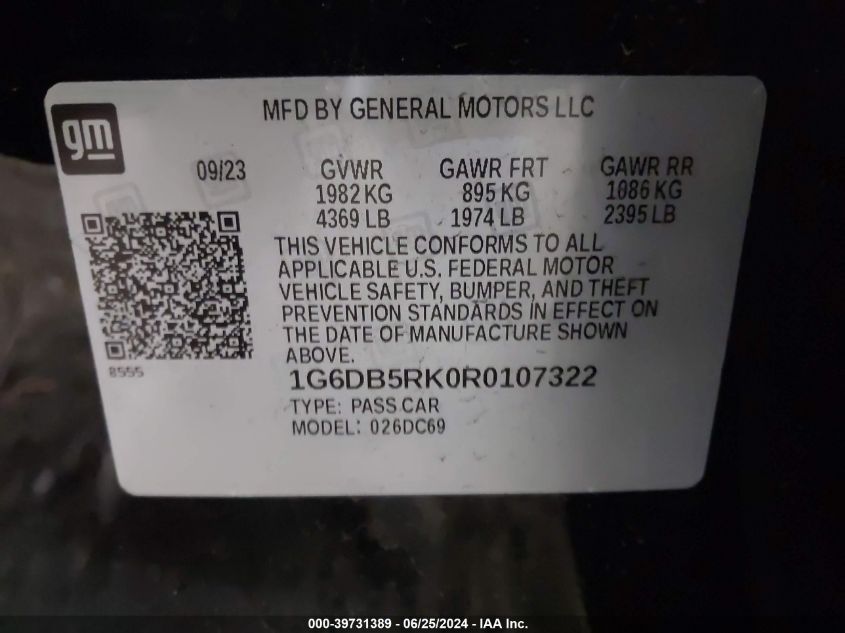 gm
MFD BY GENERAL MOTORS LLC
09/23 GVWR GAWR FRT GAWR RR
1982 KG 895 KG 1086 KG
4369 LB 1974 LB 2395 LB
THIS VEHICLE CONFORMS TO ALL
APPLICABLE U.S. FEDERAL MOTOR
VEHICLE SAFETY, BUMPER, AND THEFT
PREVENTION STANDARDS IN EFFECT ON
THE DATE OF MANUFACTURE SHOWN
ABOVE.
8555
1G6DB5RK0R0107322
TYPE: PASS CAR
MODEL: 026DC69
000-39731389 / 06/25/2024 - IAA Inc.